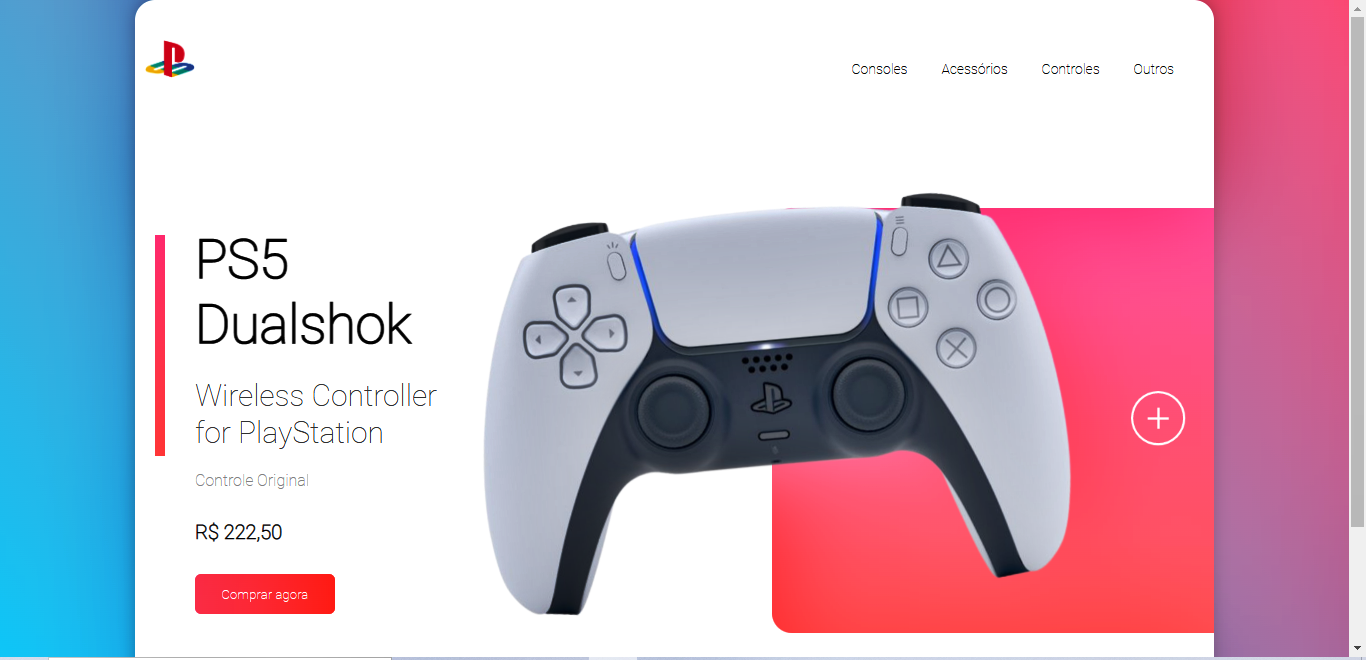 Consoles Acessórios Controles Outros
PS5
Dualshok
Wireless Controller
for PlayStation
Controle Original
R$ 222,50
Comprar agora